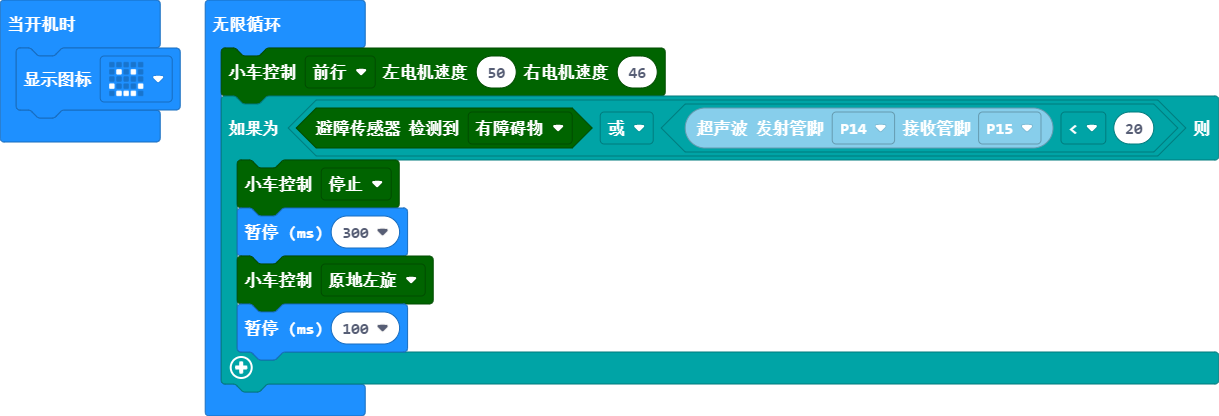 当开机时
显示图标
无限循环
小车控制 前行 左电机速度 50 右电机速度 46
如果为 避障传感器 检测到 有障碍物 或 超声波 发射管脚 P14 接收管脚 P15 < 20 则
小车控制 停止
暂停 (ms) 300
小车控制 原地左旋
暂停 (ms) 100